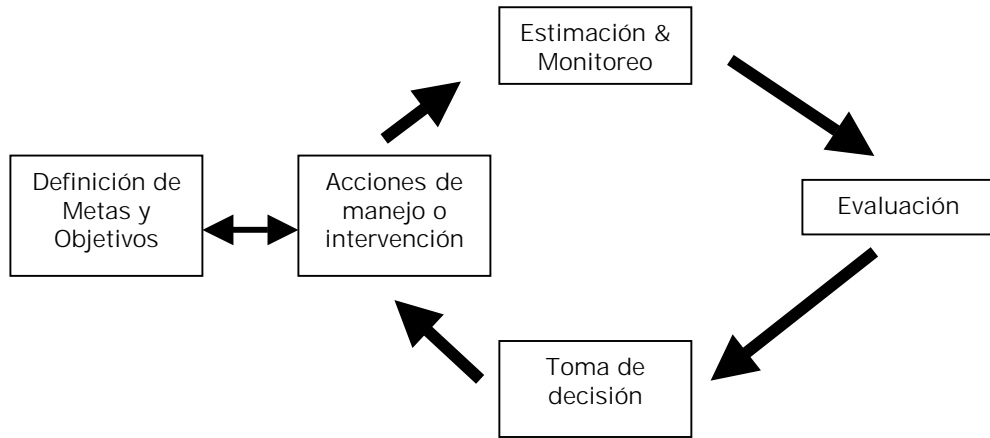 Estimación &
Monitoreo
Definición de
Metas y
Objetivos
Acciones de
manejo o
intervención
Evaluación
Toma de
decisión